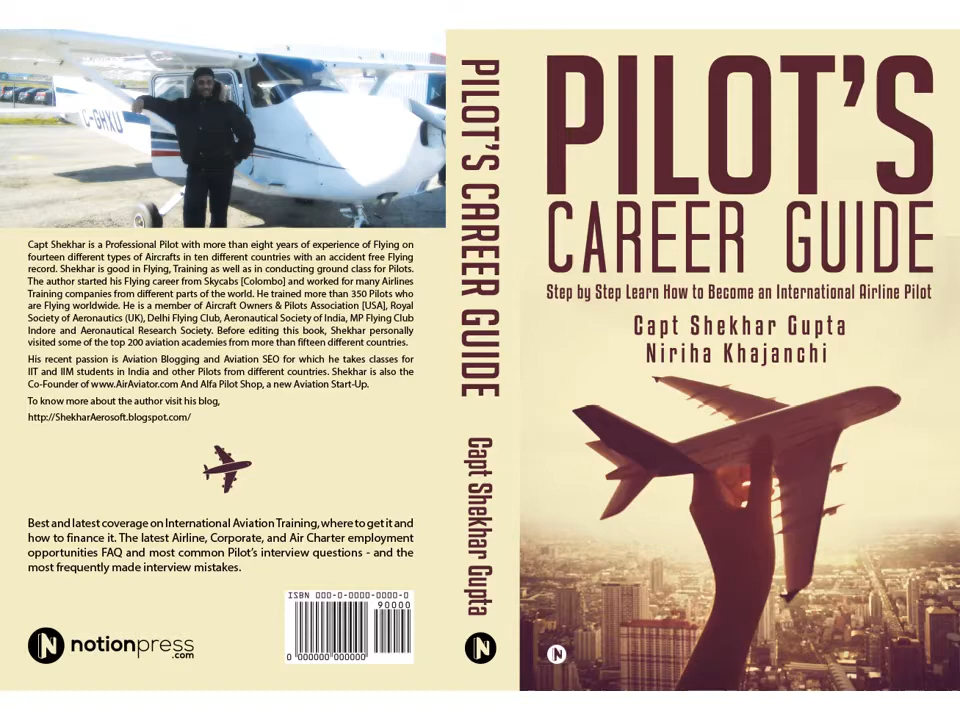 C-GHXU
Capt Shekhar is a Professional Pilot with more than eight years of experience of Flying on
fourteen different types of Aircrafts in ten different countries with an accident free Flying
record. Shekhar is good in Flying, Training as well as in conducting ground class for Pilots.
The author started his Flying career from Skycabs [Colombo] and worked for many Airlines
Training companies from different parts of the world. He trained more than 350 Pilots who
are Flying worldwide. He is a member of Aircraft Owners & Pilots Association [USA], Royal
Society of Aeronautics (UK), Delhi Flying Club, Aeronautical Society of India, MP Flying Club
Indore and Aeronautical Research Society. Before editing this book, Shekhar personally
visited some of the top 200 aviation academies from more than fifteen different countries.
His recent passion is Aviation Blogging and Aviation SEO for which he takes classes for
IIT and IIM students in India and other Pilots from different countries. Shekhar is also the
Co-Founder of www.AirAviator.com And Alfa Pilot Shop, a new Aviation Start-Up.
To know more about the author visit his blog,
http://ShekharAerosoft.blogspot.com/
Best and latest coverage on International Aviation Training, where to get it and
how to finance it. The latest Airline, Corporate, and Air Charter employment
opportunities FAQ and most common Pilot's interview questions - and the
most frequently made interview mistakes.
N notionpress
.com
ISBN 000-0-0000-0000-0
90000
0 000000 000000
PILOT'S CAREER GUIDE
Capt Shekhar Gupta
N
PILOT'S
CAREER GUIDE
Step by Step Learn How to Become an International Airline Pilot
Capt Shekhar Gupta
Niriha Khajanchi
N